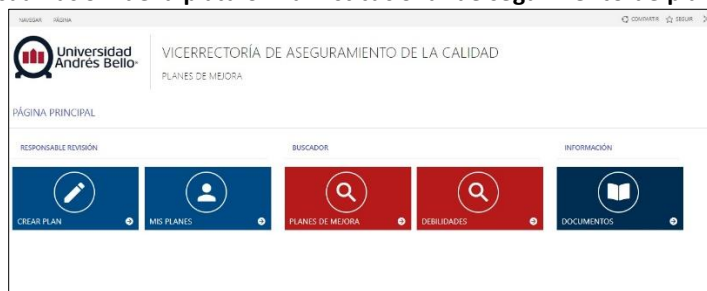 NAVEGAR PÁGINA
COMPARTIR SEGUIR
Universidad
Andrés Bello
VICERRECTORÍA DE ASEGURAMIENTO DE LA CALIDAD
PLANES DE MEJORA
PÁGINA PRINCIPAL
RESPONSABLE REVISIÓN
BUSCADOR
INFORMACIÓN
CREAR PLAN
MIS PLANES
PLANES DE MEJORA
DEBILIDADES
DOCUMENTOS